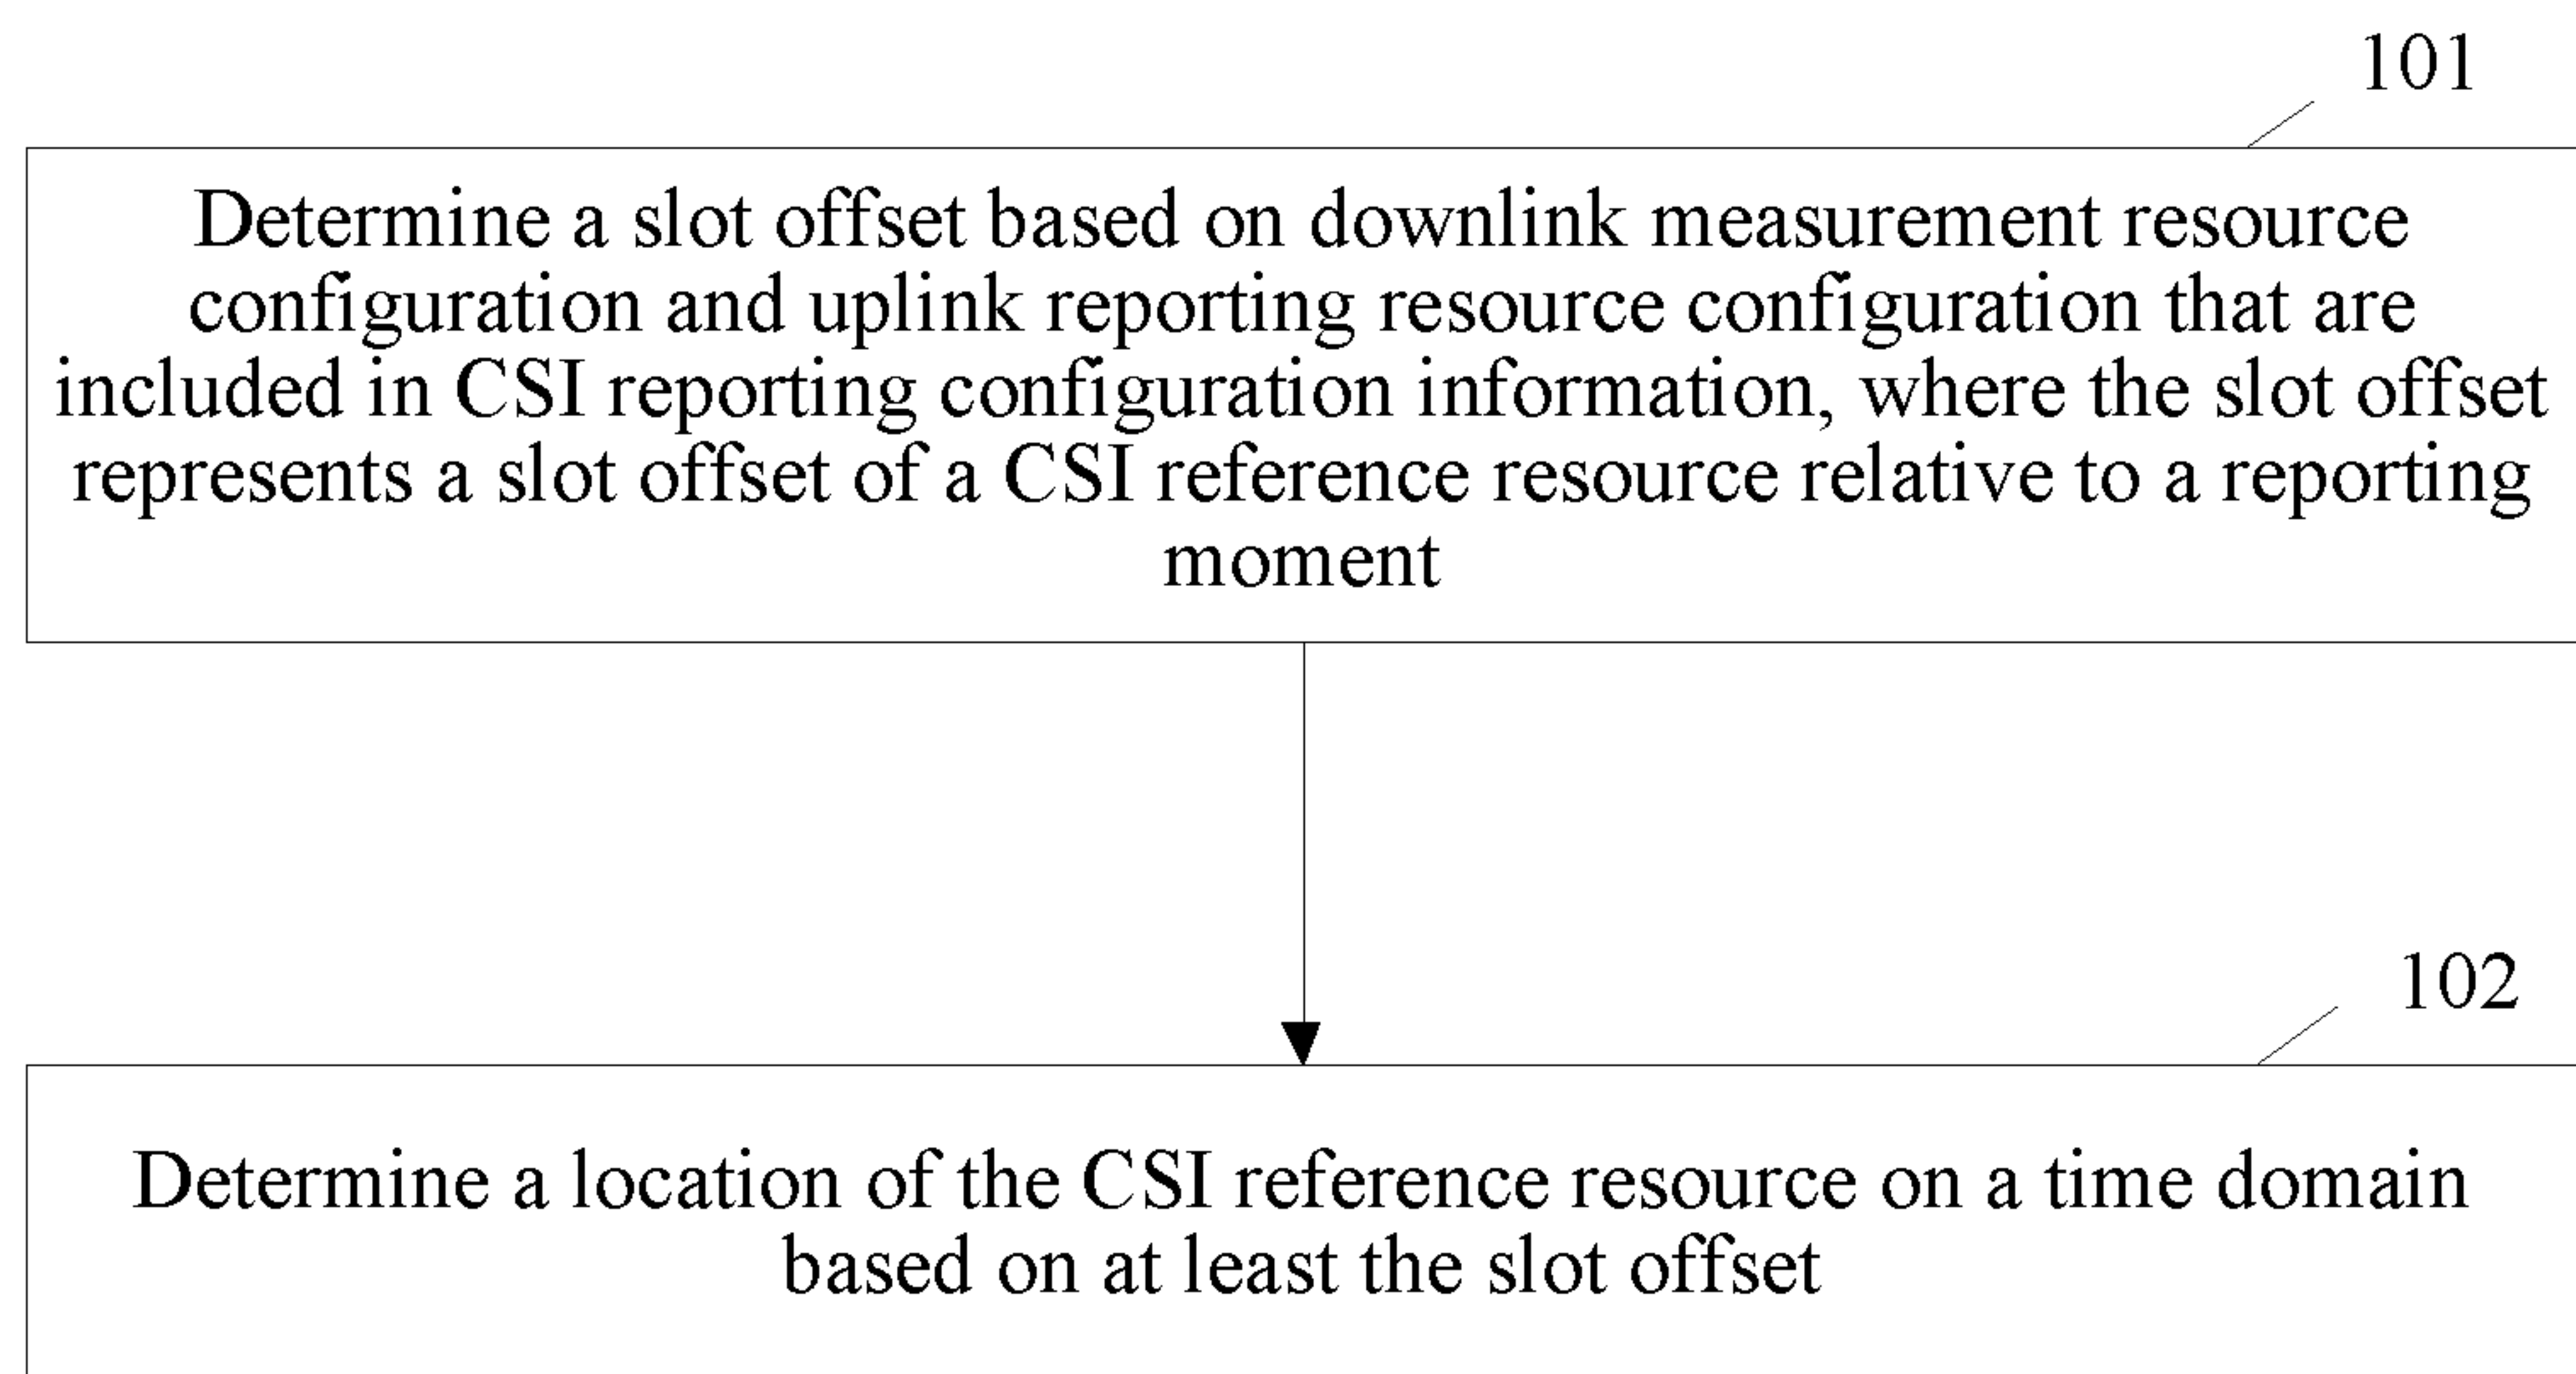 101
Determine a slot offset based on downlink measurement resource
configuration and uplink reporting resource configuration that are
included in CSI reporting configuration information, where the slot offset
represents a slot offset of a CSI reference resource relative to a reporting
moment
102
Determine a location of the CSI reference resource on a time domain
based on at least the slot offset